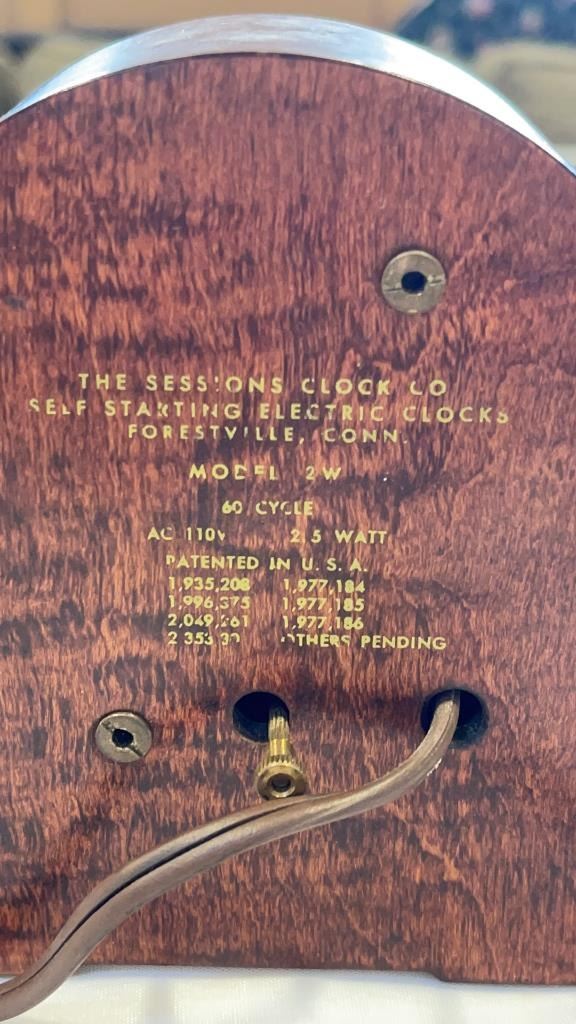 THE SESSIONS CLOCK CO
SELF STARTING ELECTRIC CLOCKS
FORESTVILLE, CONN.
MODEL 2W
60 CYCLE
AC 110V 2.5 WATT
PATENTED IN U. S. A.
1,935,208 1,977,184
1,996,375 1,977,185
1,977,186
OTHERS PENDING